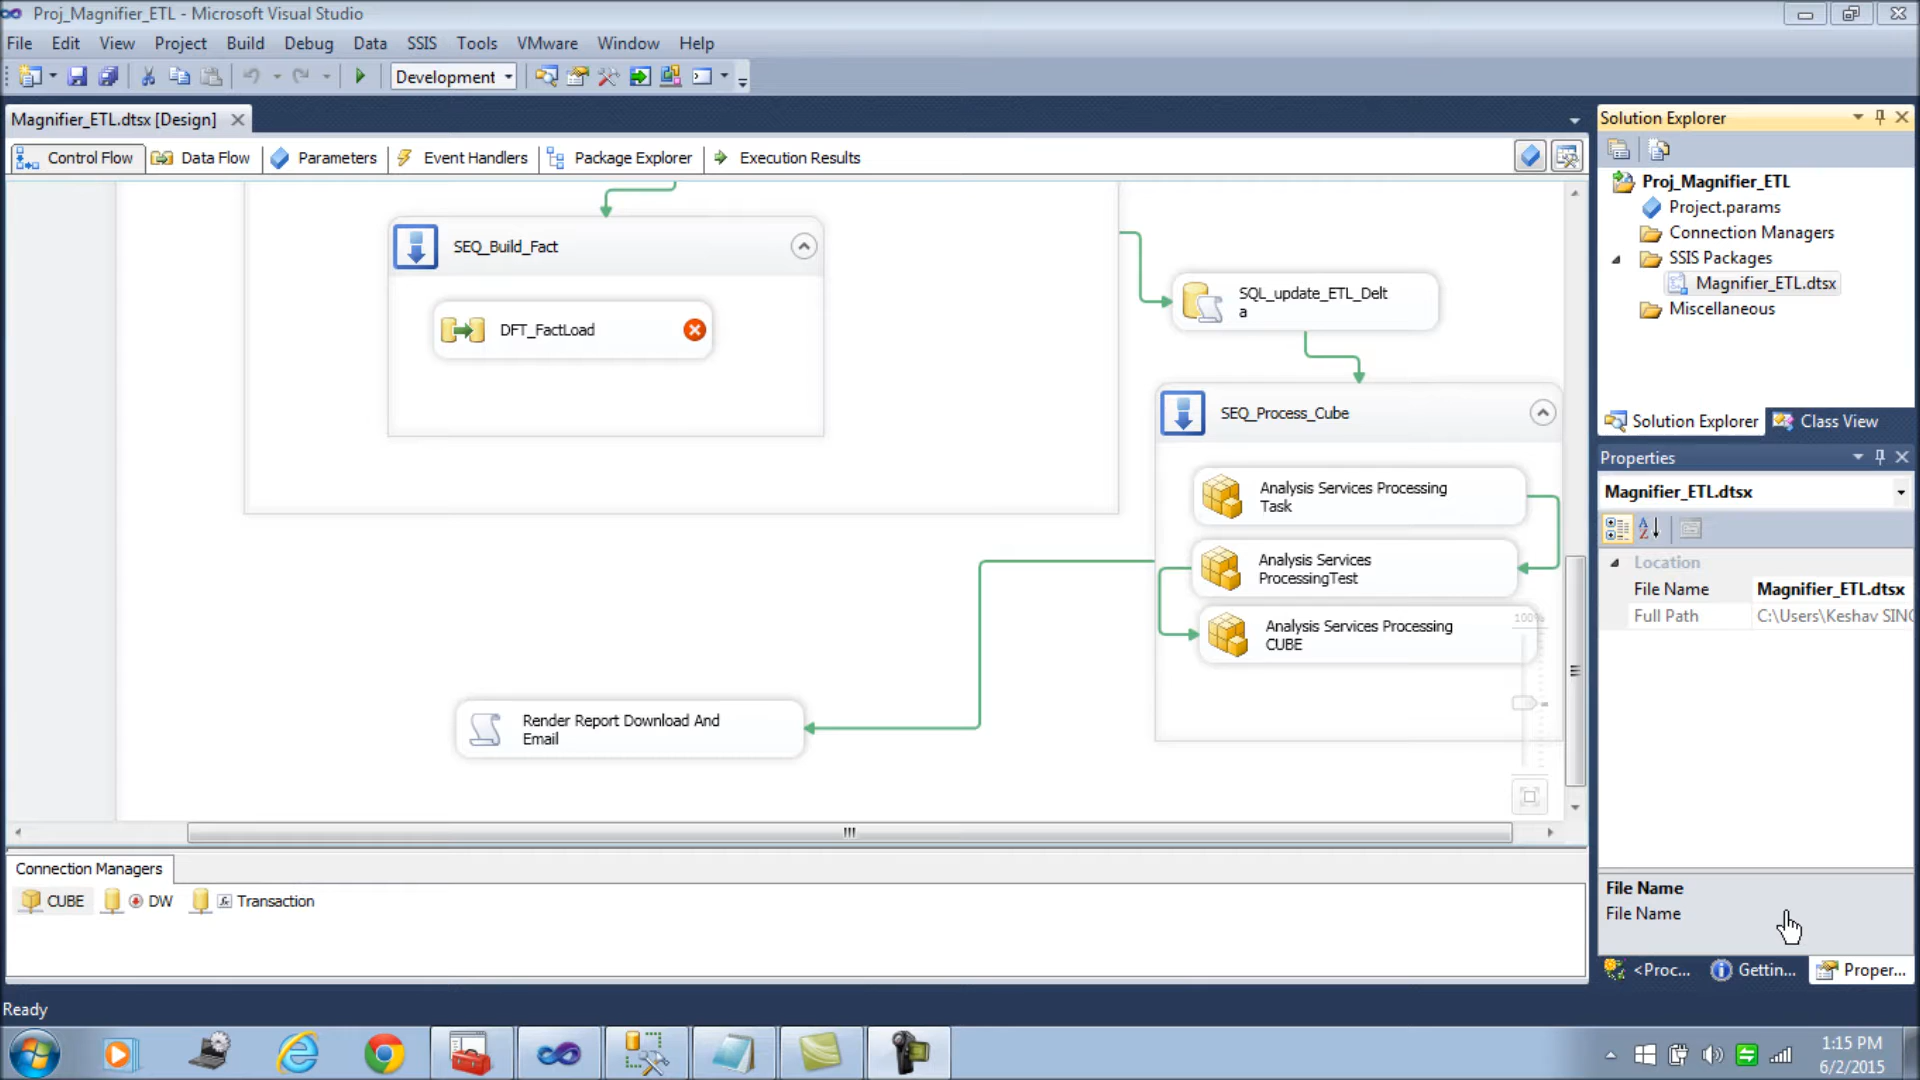 Proj_Magnifier_ETL - Microsoft Visual Studio
File Edit View Project Build Debug Data SSIS Tools VMware Window Help
Development
Magnifier_ETL.dtsx [Design]
Control Flow Data Flow Parameters Event Handlers Package Explorer Execution Results
SEQ_Build_Fact
DFT_FactLoad
SQL_update_ETL_Delt
a
SEQ_Process_Cube
Analysis Services Processing
Task
Analysis Services
ProcessingTest
Analysis Services Processing
CUBE
100%
Render Report Download And
Email
Connection Managers
CUBE DW fx Transaction
Solution Explorer
Proj_Magnifier_ETL
Project.params
Connection Managers
SSIS Packages
Magnifier_ETL.dtsx
Miscellaneous
Solution Explorer Class View
Properties
Magnifier_ETL.dtsx
Location
File Name Magnifier_ETL.dtsx
Full Path C:\Users\Keshav SING
File Name
File Name
<Proc... Gettin... Proper...
Ready
1:15 PM
6/2/2015